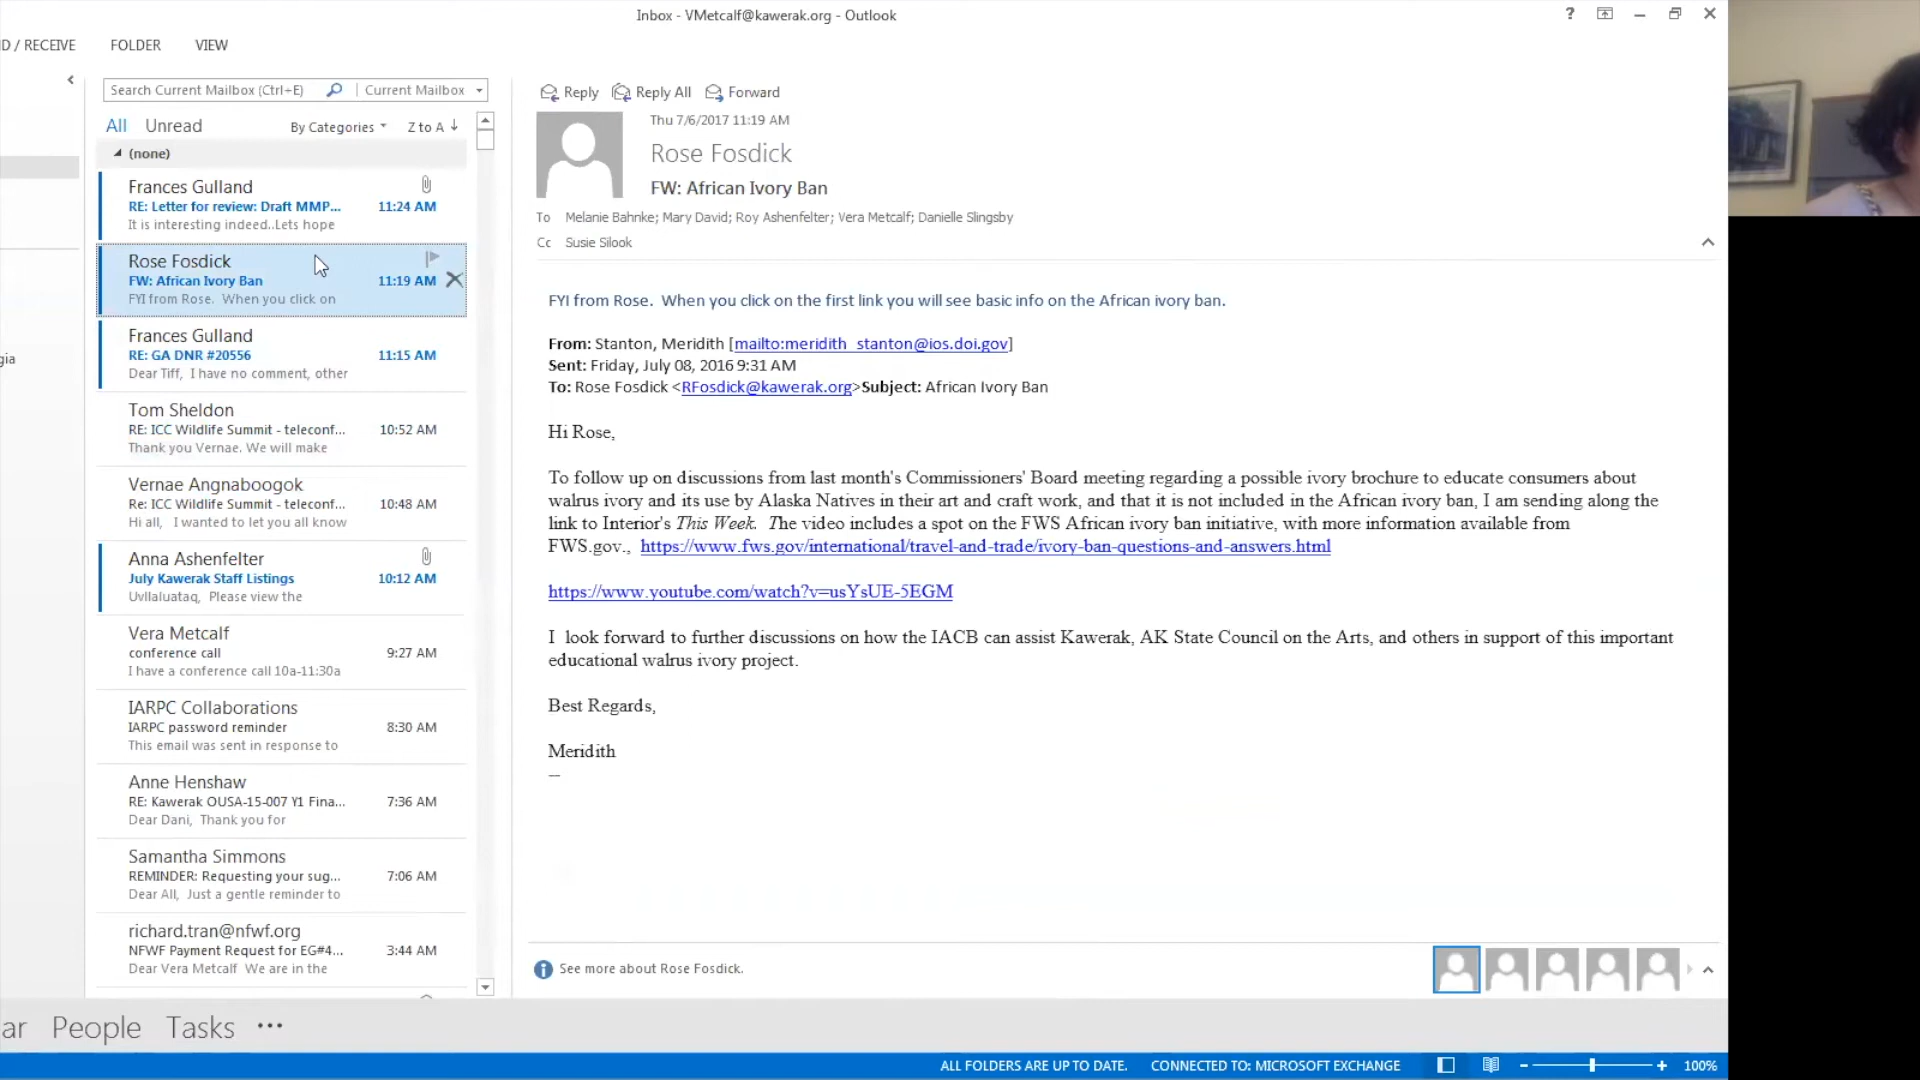 Inbox - VMetcalf@kawerak.org - Outlook
D / RECEIVE FOLDER VIEW
Search Current Mailbox (Ctrl+E) Current Mailbox
All Unread By Categories Z to A
(none)
Frances Gulland
RE: Letter for review: Draft MMP... 11:24 AM
It is interesting indeed..Lets hope
Rose Fosdick
FW: African Ivory Ban 11:19 AM
FYI from Rose. When you click on
Frances Gulland
RE: GA DNR #20556 11:15 AM
Dear Tiff, I have no comment, other
gia
Tom Sheldon
RE: ICC Wildlife Summit - teleconf... 10:52 AM
Thank you Vernae. We will make
Vernae Angnaboogok
Re: ICC Wildlife Summit - teleconf... 10:48 AM
Hi all, I wanted to let you all know
Anna Ashenfelter
July Kawerak Staff Listings 10:12 AM
Uvllaluataq, Please view the
Vera Metcalf
conference call 9:27 AM
I have a conference call 10a-11:30a
IARPC Collaborations
IARPC password reminder 8:30 AM
This email was sent in response to
Anne Henshaw
RE: Kawerak OUSA-15-007 Y1 Fina... 7:36 AM
Dear Dani, Thank you for
Samantha Simmons
REMINDER: Requesting your sug... 7:06 AM
Dear All, Just a gentle reminder to
richard.tran@nfwf.org
NFWF Payment Request for EG#4... 3:44 AM
Dear Vera Metcalf We are in the
Reply Reply All Forward
Thu 7/6/2017 11:19 AM
Rose Fosdick
FW: African Ivory Ban
To Melanie Bahnke; Mary David; Roy Ashenfelter; Vera Metcalf; Danielle Slingsby
Cc Susie Silook
FYI from Rose. When you click on the first link you will see basic info on the African ivory ban.
From: Stanton, Meridith [mailto:meridith_stanton@ios.doi.gov]
Sent: Friday, July 08, 2016 9:31 AM
To: Rose Fosdick <RFosdick@kawerak.org>Subject: African Ivory Ban
Hi Rose,
To follow up on discussions from last month's Commissioners' Board meeting regarding a possible ivory brochure to educate consumers about
walrus ivory and its use by Alaska Natives in their art and craft work, and that it is not included in the African ivory ban, I am sending along the
link to Interior's This Week. The video includes a spot on the FWS African ivory ban initiative, with more information available from
FWS.gov., https://www.fws.gov/international/travel-and-trade/ivory-ban-questions-and-answers.html
https://www.youtube.com/watch?v=usYsUE-5EGM
I look forward to further discussions on how the IACB can assist Kawerak, AK State Council on the Arts, and others in support of this important
educational walrus ivory project.
Best Regards,
Meridith
--
See more about Rose Fosdick.
ar People Tasks ...
ALL FOLDERS ARE UP TO DATE. CONNECTED TO: MICROSOFT EXCHANGE 100%